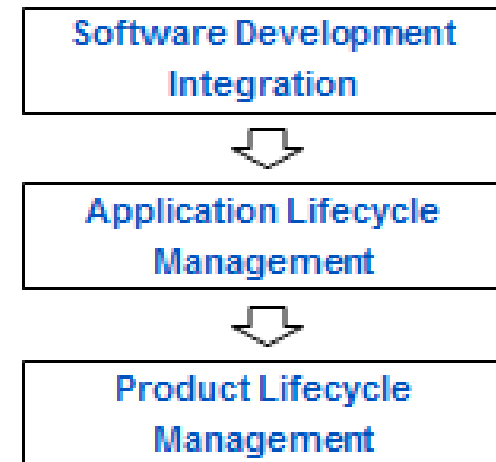 Software Development
Integration
Application Lifecycle
Management
Product Lifecycle
Management